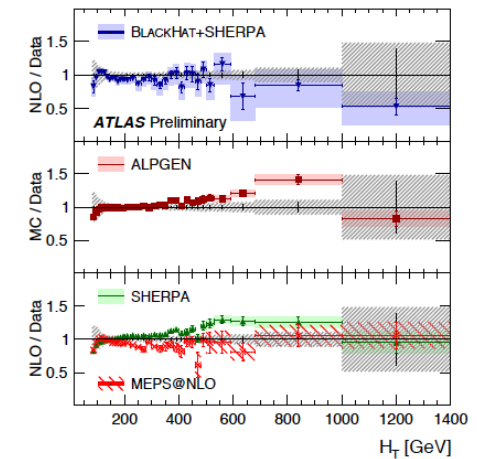 BLACKHAT+SHERPA
NLO / Data
1.5
1
0.5
ATLAS Preliminary
ALPGEN
MC / Data
1.5
1
0.5
SHERPA
NLO / Data
1.5
1
0.5
MEPS@NLO
200 400 600 800 1000 1200 1400
H_T [GeV]